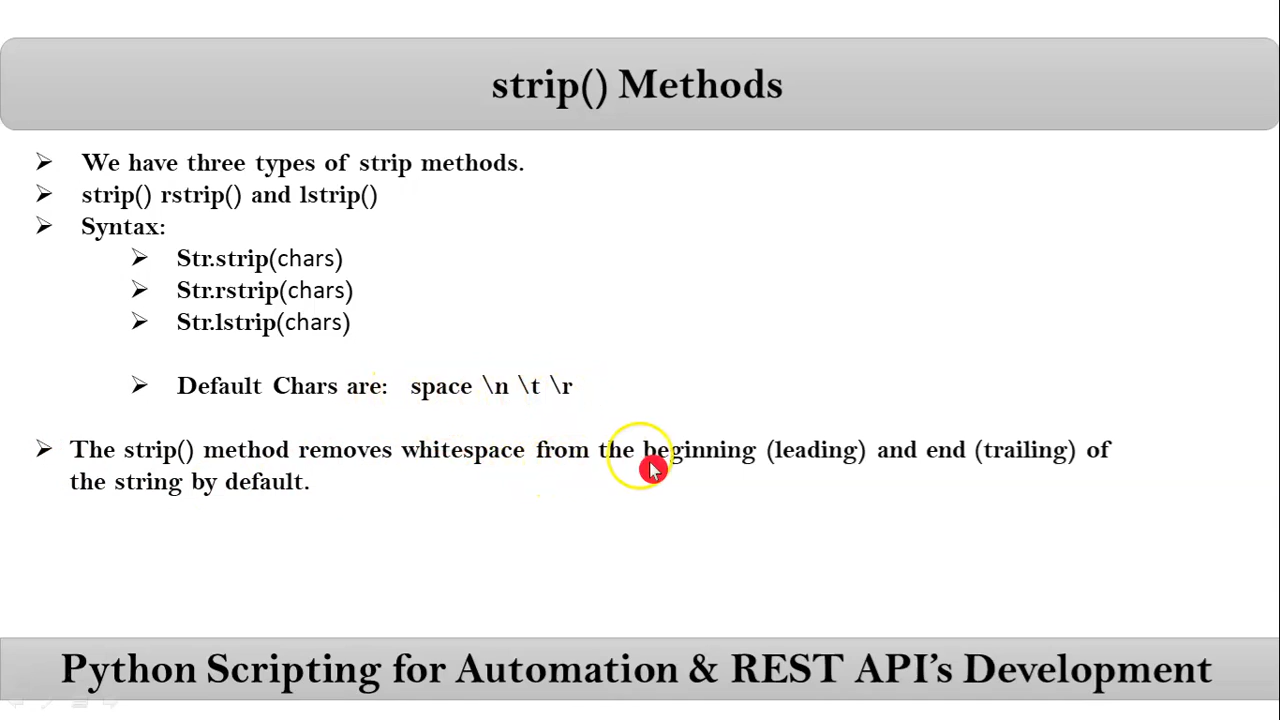 strip() Methods
We have three types of strip methods.
strip() rstrip() and lstrip()
Syntax:
Str.strip(chars)
Str.rstrip(chars)
Str.lstrip(chars)
Default Chars are: space \n \t \r
The strip() method removes whitespace from the beginning (leading) and end (trailing) of
the string by default.
Python Scripting for Automation & REST API’s Development